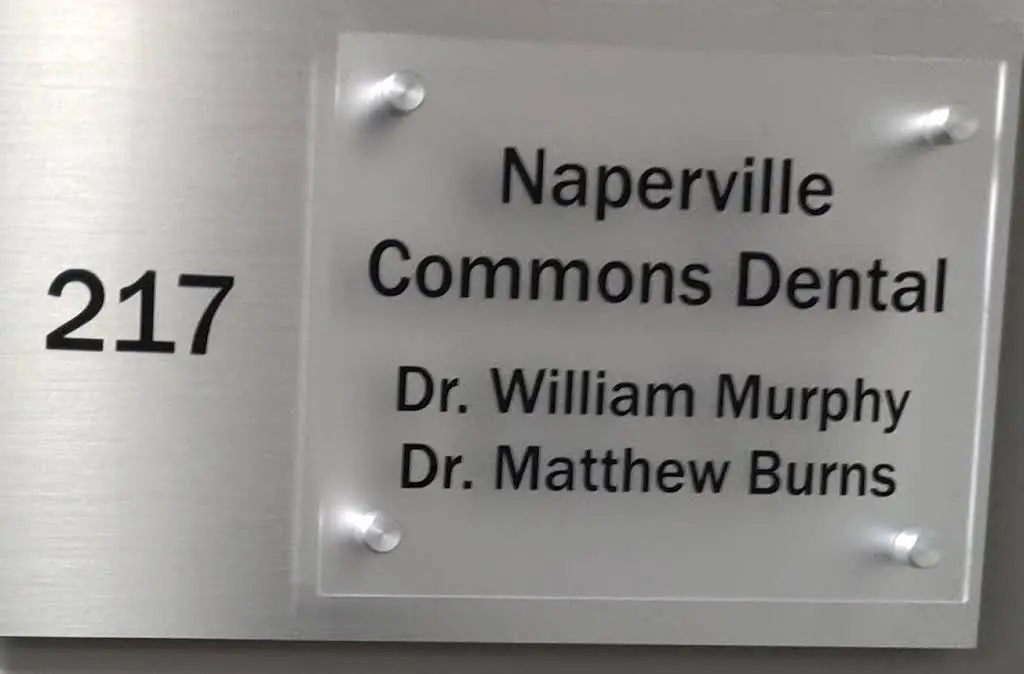 217
Naperville
Commons Dental
Dr. William Murphy
Dr. Matthew Burns